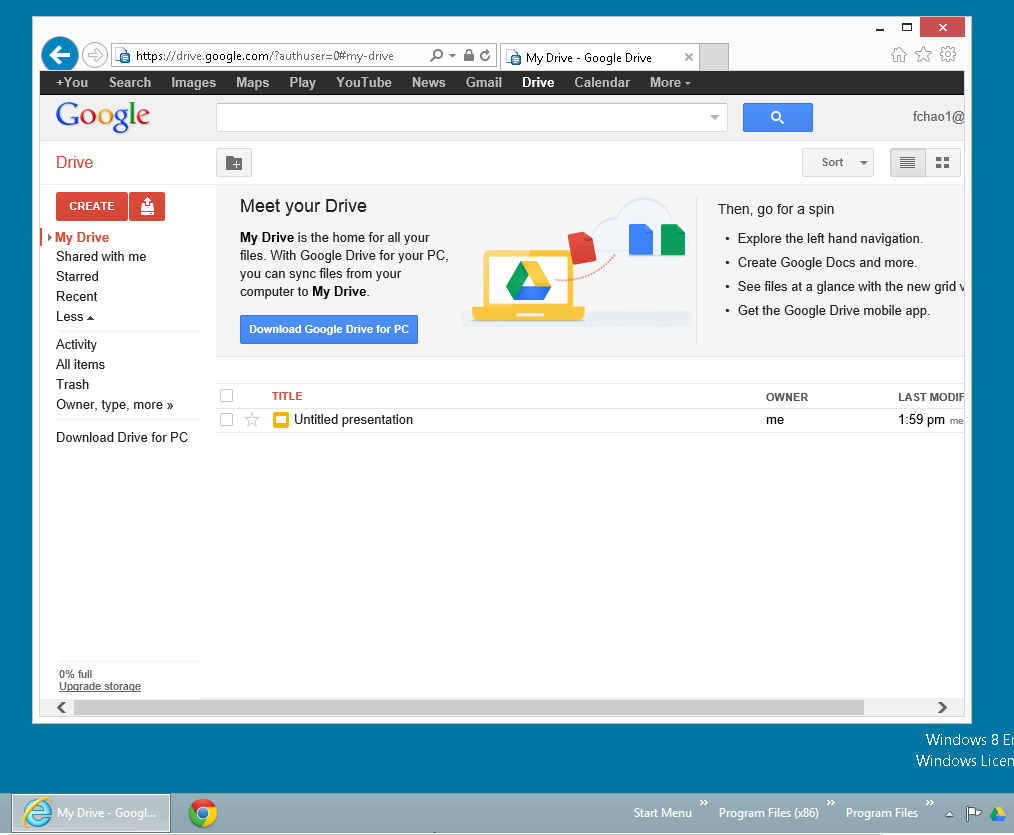 https://drive.google.com/?authuser=0#my-drive
My Drive - Google Drive
+You Search Images Maps Play YouTube News Gmail Drive Calendar More
Google
fchao1@
Drive
Sort
CREATE
My Drive
Shared with me
Starred
Recent
Less
Activity
All items
Trash
Owner, type, more »
Download Drive for PC
Meet your Drive
My Drive is the home for all your
files. With Google Drive for your PC,
you can sync files from your
computer to My Drive.
Download Google Drive for PC
Then, go for a spin
• Explore the left hand navigation.
• Create Google Docs and more.
• See files at a glance with the new grid v
• Get the Google Drive mobile app.
TITLE OWNER LAST MODIF
Untitled presentation me 1:59 pm me
0% full
Upgrade storage
Windows 8 En
Windows Licen
My Drive - Googl...
Start Menu » Program Files (x86) » Program Files »